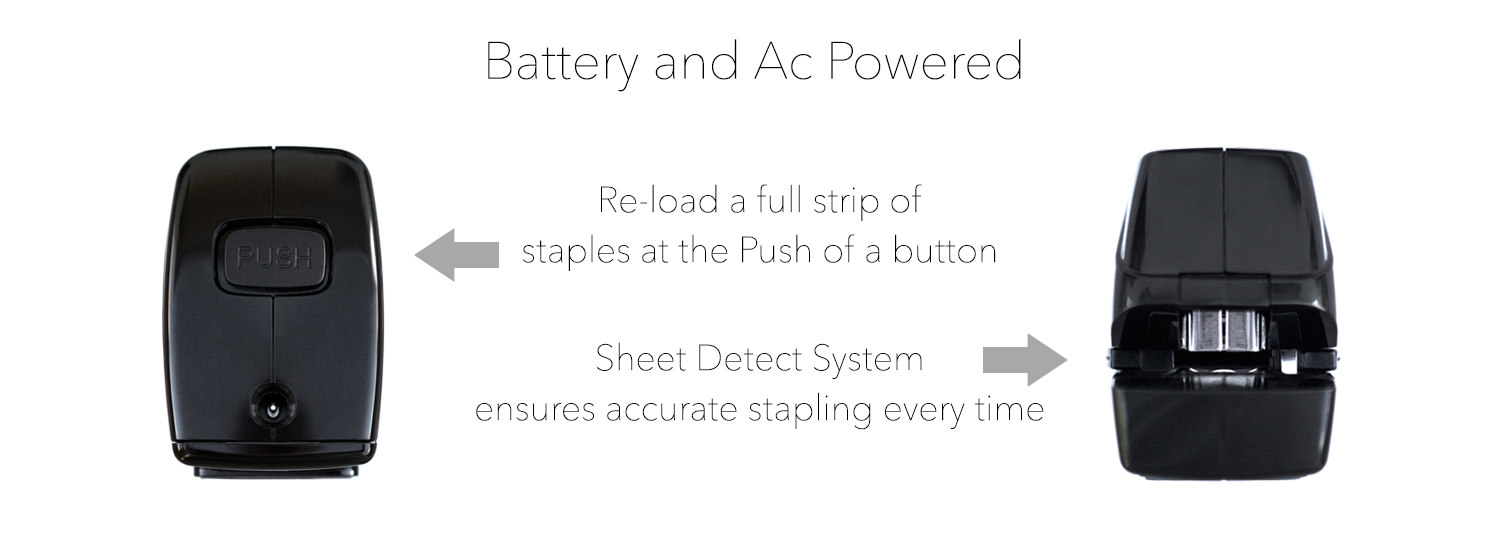 Battery and Ac Powered
Re-load a full strip of
staples at the Push of a button
PUSH
Sheet Detect System
ensures accurate stapling every time